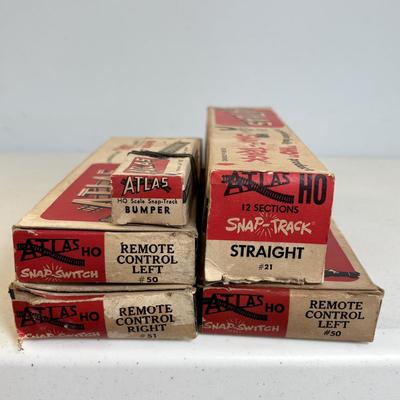 ATLAS
HO Scale Snap-Track
BUMPER
ATLAS HO
12 SECTIONS
SNAP-TRACK
STRAIGHT
#21
ATLAS HO
SNAP-SWITCH
REMOTE
CONTROL
LEFT
#50
ATLAS HO
SNAP-SWITCH
REMOTE
CONTROL
RIGHT
#51
ATLAS HO
SNAP-SWITCH
REMOTE
CONTROL
LEFT
#50